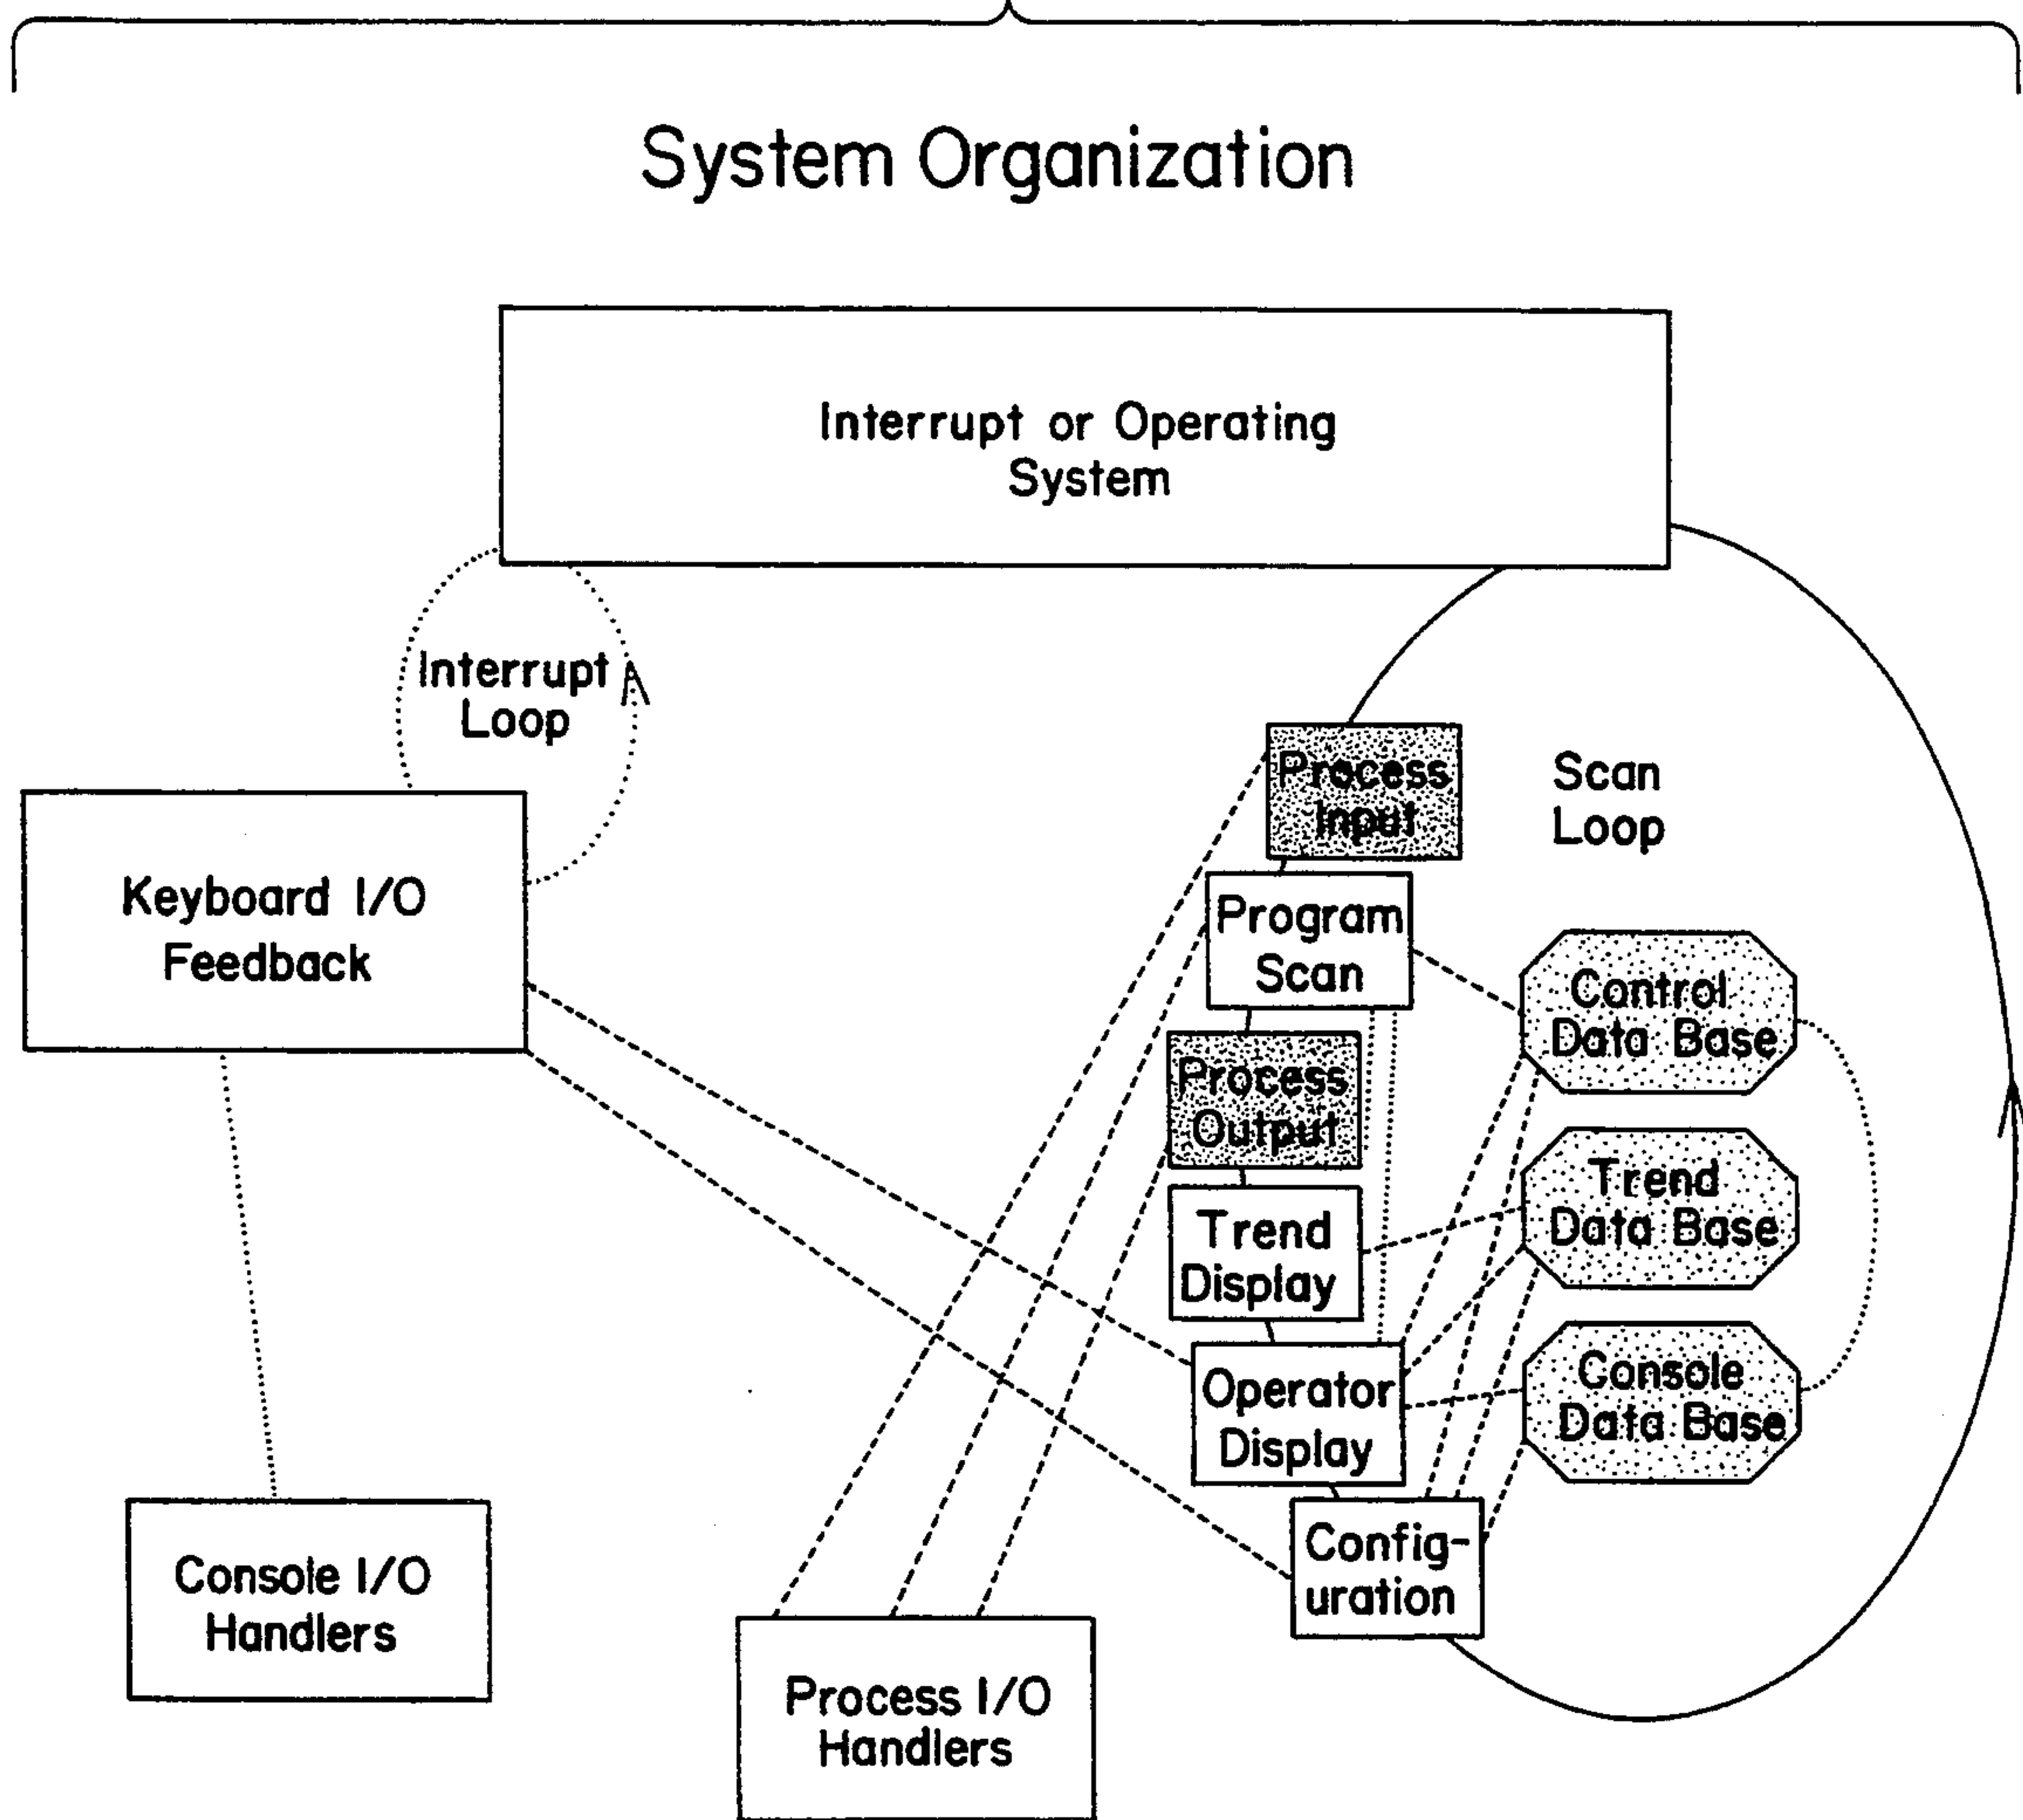 System Organization
Interrupt or Operating
System
Interrupt
Loop
Process
Input
Scan
Loop
Keyboard I/O
Feedback
Program
Scan
Control
Data Base
Process
Output
Trend
Data Base
Trend
Display
Operator
Display
Console
Data Base
Config-
uration
Console I/O
Handlers
Process I/O
Handlers